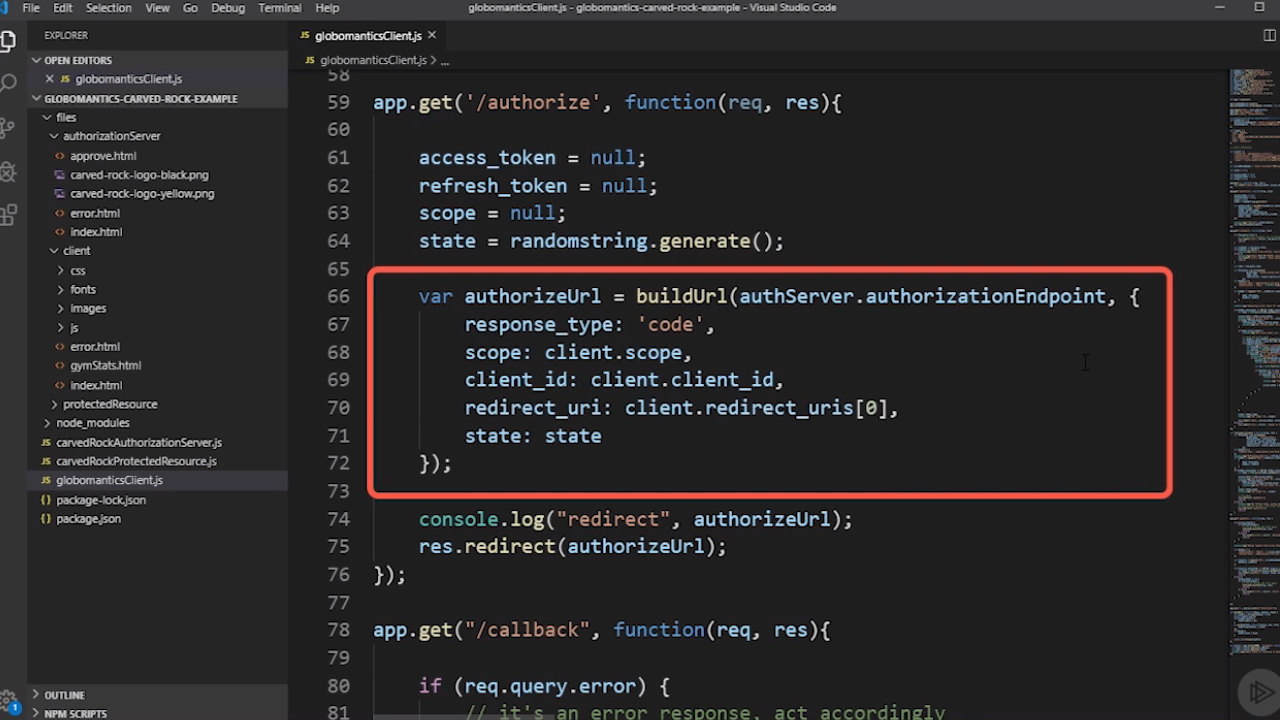 File Edit Selection View Go Debug Terminal Help
globomanticsClient.js - globomantics-carved-rock-example - Visual Studio Code
EXPLORER
OPEN EDITORS
JS globomanticsClient.js
GLOBOMANTICS-CARVED-ROCK-EXAMPLE
files
authorizationServer
approve.html
carved-rock-logo-black.png
carved-rock-logo-yellow.png
error.html
index.html
client
css
fonts
images
js
error.html
gymStats.html
index.html
protectedResource
node_modules
JS carvedRockAuthorizationServer.js
JS carvedRockProtectedResource.js
JS globomanticsClient.js
{} package-lock.json
{} package.json
OUTLINE
NPM SCRIPTS
1
JS globomanticsClient.js
JS globomanticsClient.js > ...
58
59 app.get('/authorize', function(req, res){
60
61 access_token = null;
62 refresh_token = null;
63 scope = null;
64 state = randomstring.generate();
65
66 var authorizeUrl = buildUrl(authServer.authorizationEndpoint, {
67 response_type: 'code',
68 scope: client.scope,
69 client_id: client.client_id,
70 redirect_uri: client.redirect_uris[0],
71 state: state
72 });
73
74 console.log("redirect", authorizeUrl);
75 res.redirect(authorizeUrl);
76 });
77
78 app.get("/callback", function(req, res){
79
80 if (req.query.error) {
81 // it's an error response, act accordingly